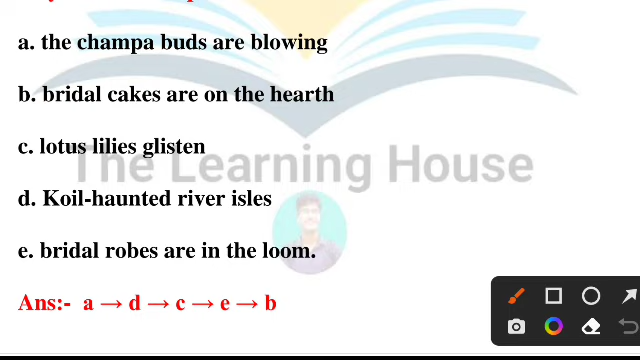 a. the champa buds are blowing
b. bridal cakes are on the hearth
c. lotus lilies glisten
The Learning House
d. Koil-haunted river isles
e. bridal robes are in the loom.
Ans:- a → d → c → e → b